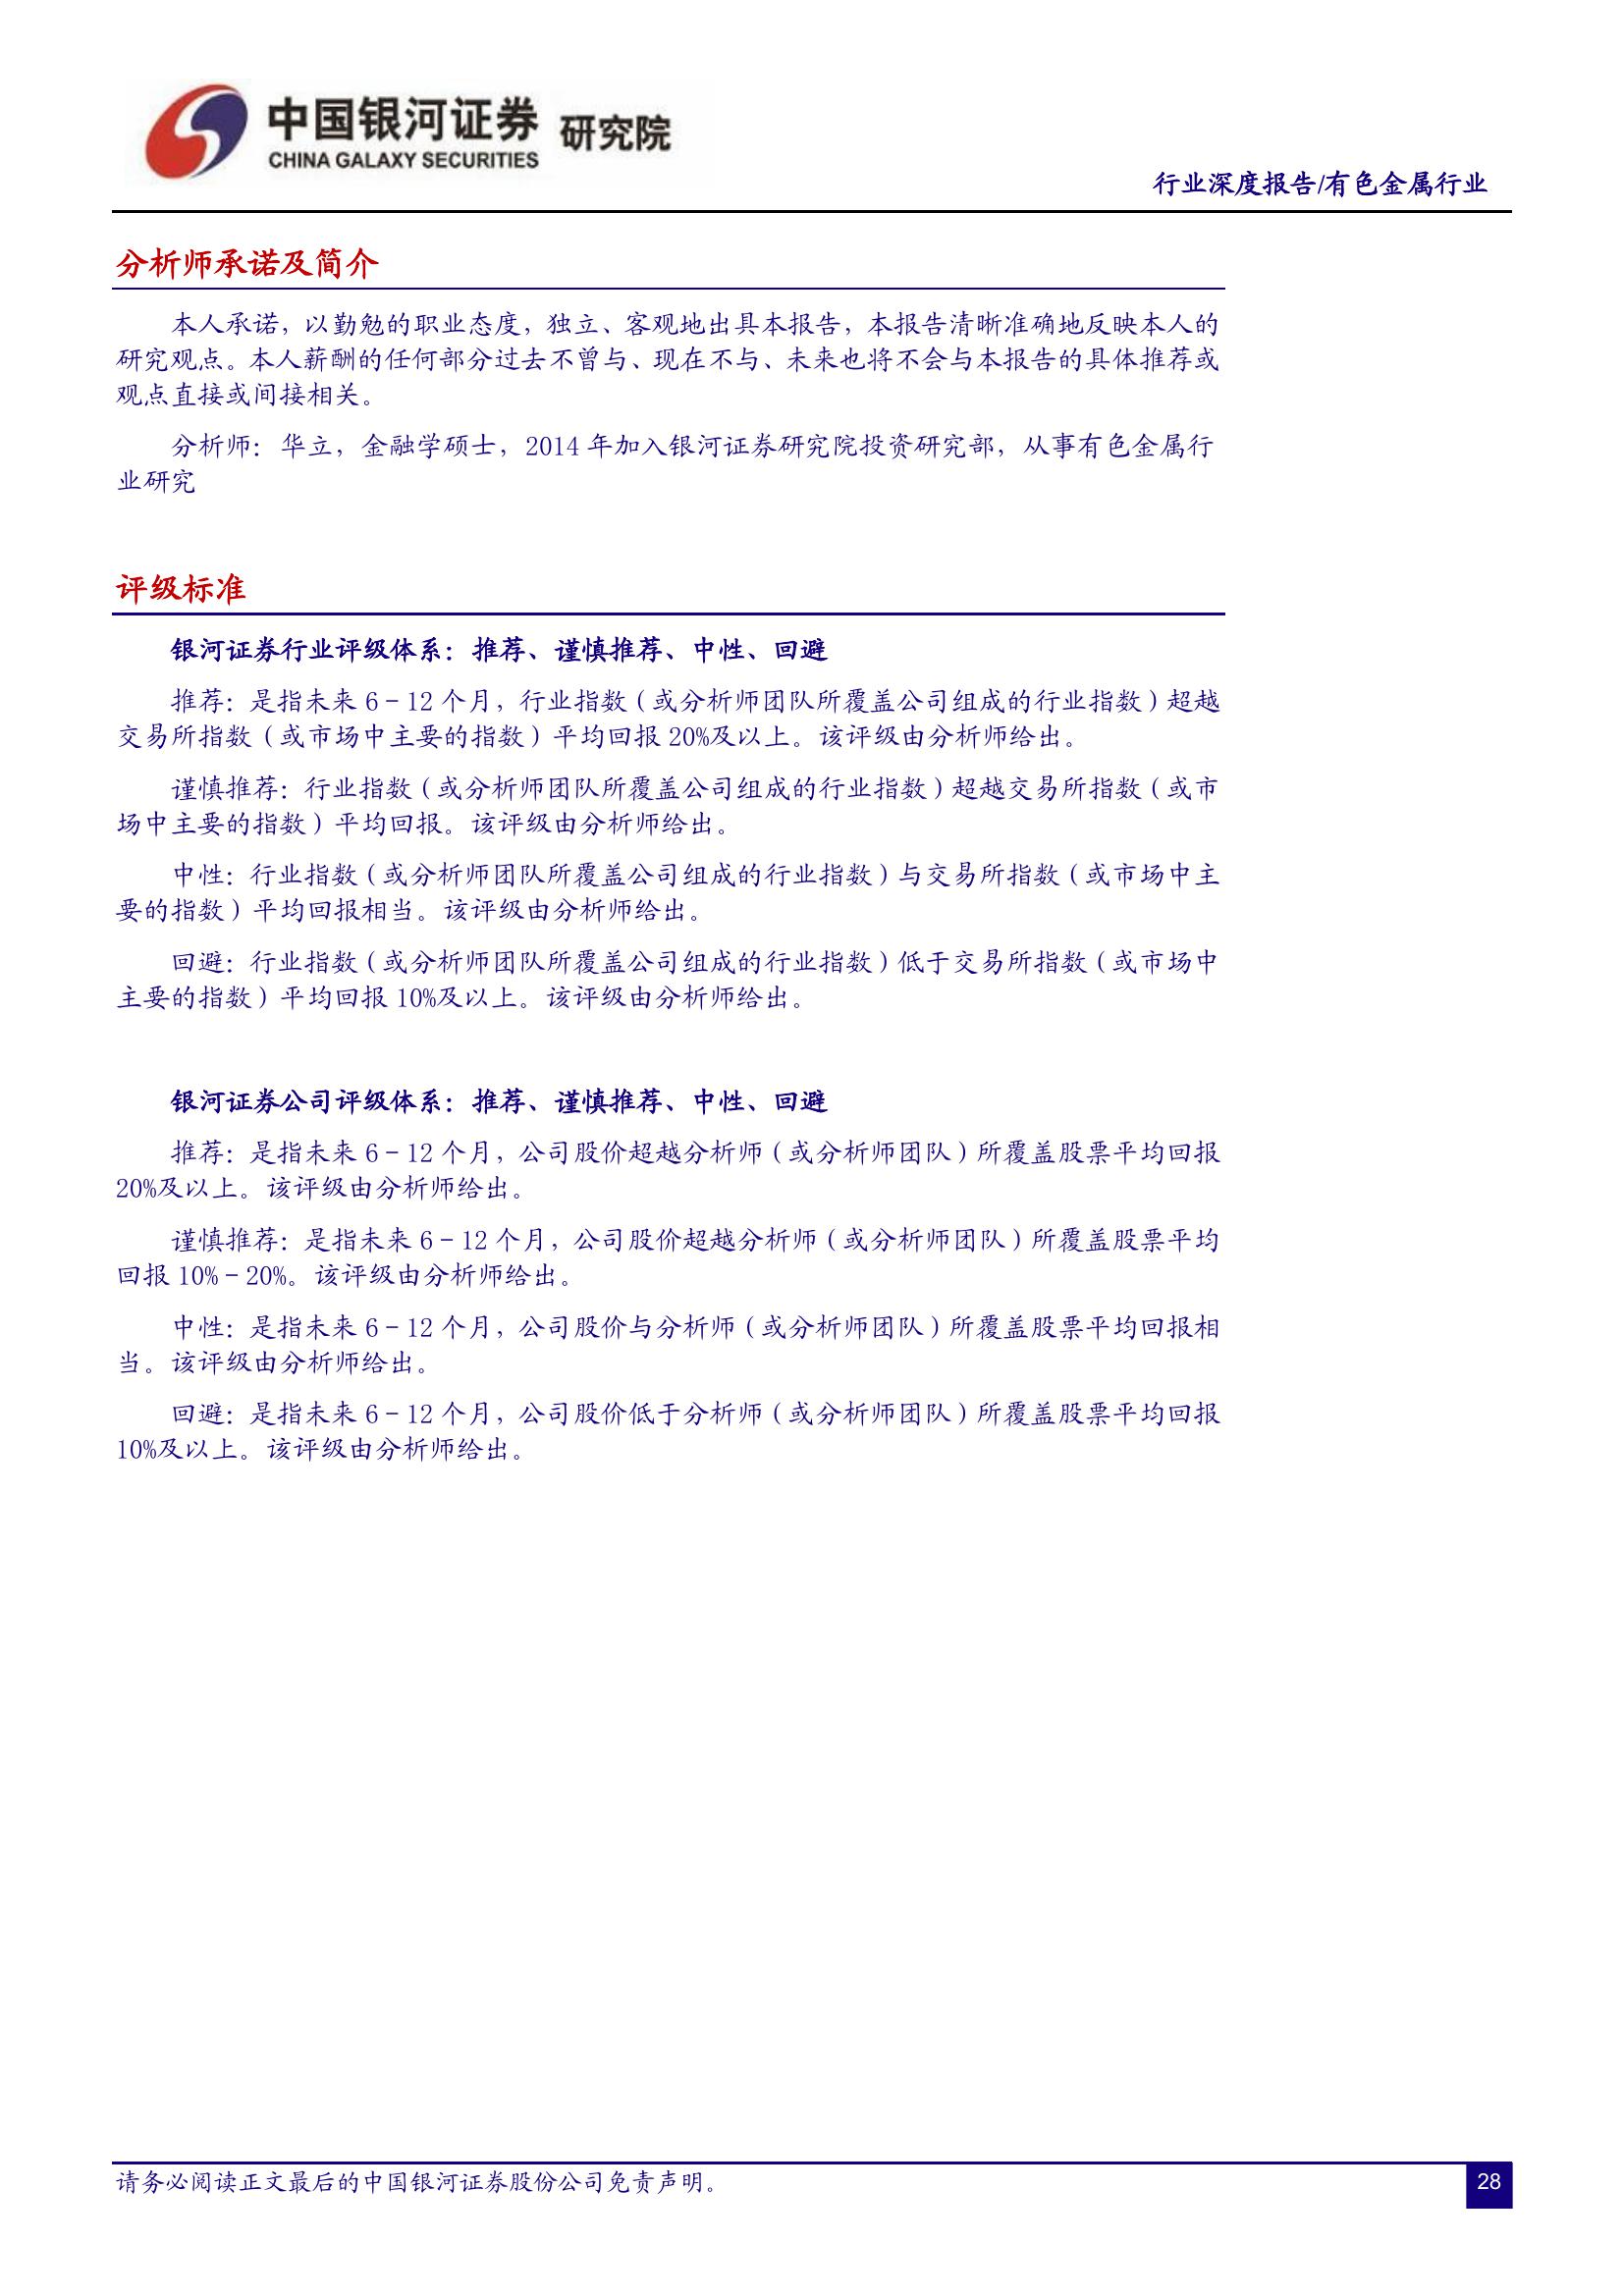 中国银河证券 研究院
CHINA GALAXY SECURITIES
行业深度报告/有色金属行业
分析师承诺及简介
本人承诺，以勤勉的职业态度，独立、客观地出具本报告，本报告清晰准确地反映本人的
研究观点。本人薪酬的任何部分过去不曾与、现在不与、未来也将不会与本报告的具体推荐或
观点直接或间接相关。
分析师：华立，金融学硕士，2014 年加入银河证券研究院投资研究部，从事有色金属行
业研究
评级标准
银河证券行业评级体系：推荐、谨慎推荐、中性、回避
推荐：是指未来 6－12 个月，行业指数（或分析师团队所覆盖公司组成的行业指数）超越
交易所指数（或市场中主要的指数）平均回报 20%及以上。该评级由分析师给出。
谨慎推荐：行业指数（或分析师团队所覆盖公司组成的行业指数）超越交易所指数（或市
场中主要的指数）平均回报。该评级由分析师给出。
中性：行业指数（或分析师团队所覆盖公司组成的行业指数）与交易所指数（或市场中主
要的指数）平均回报相当。该评级由分析师给出。
回避：行业指数（或分析师团队所覆盖公司组成的行业指数）低于交易所指数（或市场中
主要的指数）平均回报 10%及以上。该评级由分析师给出。
银河证券公司评级体系：推荐、谨慎推荐、中性、回避
推荐：是指未来 6－12 个月，公司股价超越分析师（或分析师团队）所覆盖股票平均回报
20%及以上。该评级由分析师给出。
谨慎推荐：是指未来 6－12 个月，公司股价超越分析师（或分析师团队）所覆盖股票平均
回报 10%－20%。该评级由分析师给出。
中性：是指未来 6－12 个月，公司股价与分析师（或分析师团队）所覆盖股票平均回报相
当。该评级由分析师给出。
回避：是指未来 6－12 个月，公司股价低于分析师（或分析师团队）所覆盖股票平均回报
10%及以上。该评级由分析师给出。
请务必阅读正文最后的中国银河证券股份公司免责声明。
28